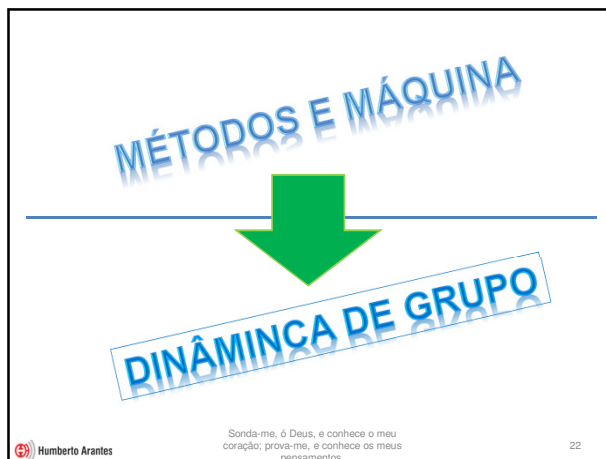 MÉTODOS E MÁQUINA
DINÂMINCA DE GRUPO
Humberto Arantes
Sonda-me, ó Deus, e conhece o meu
coração; prova-me, e conhece os meus
pensamentos
22